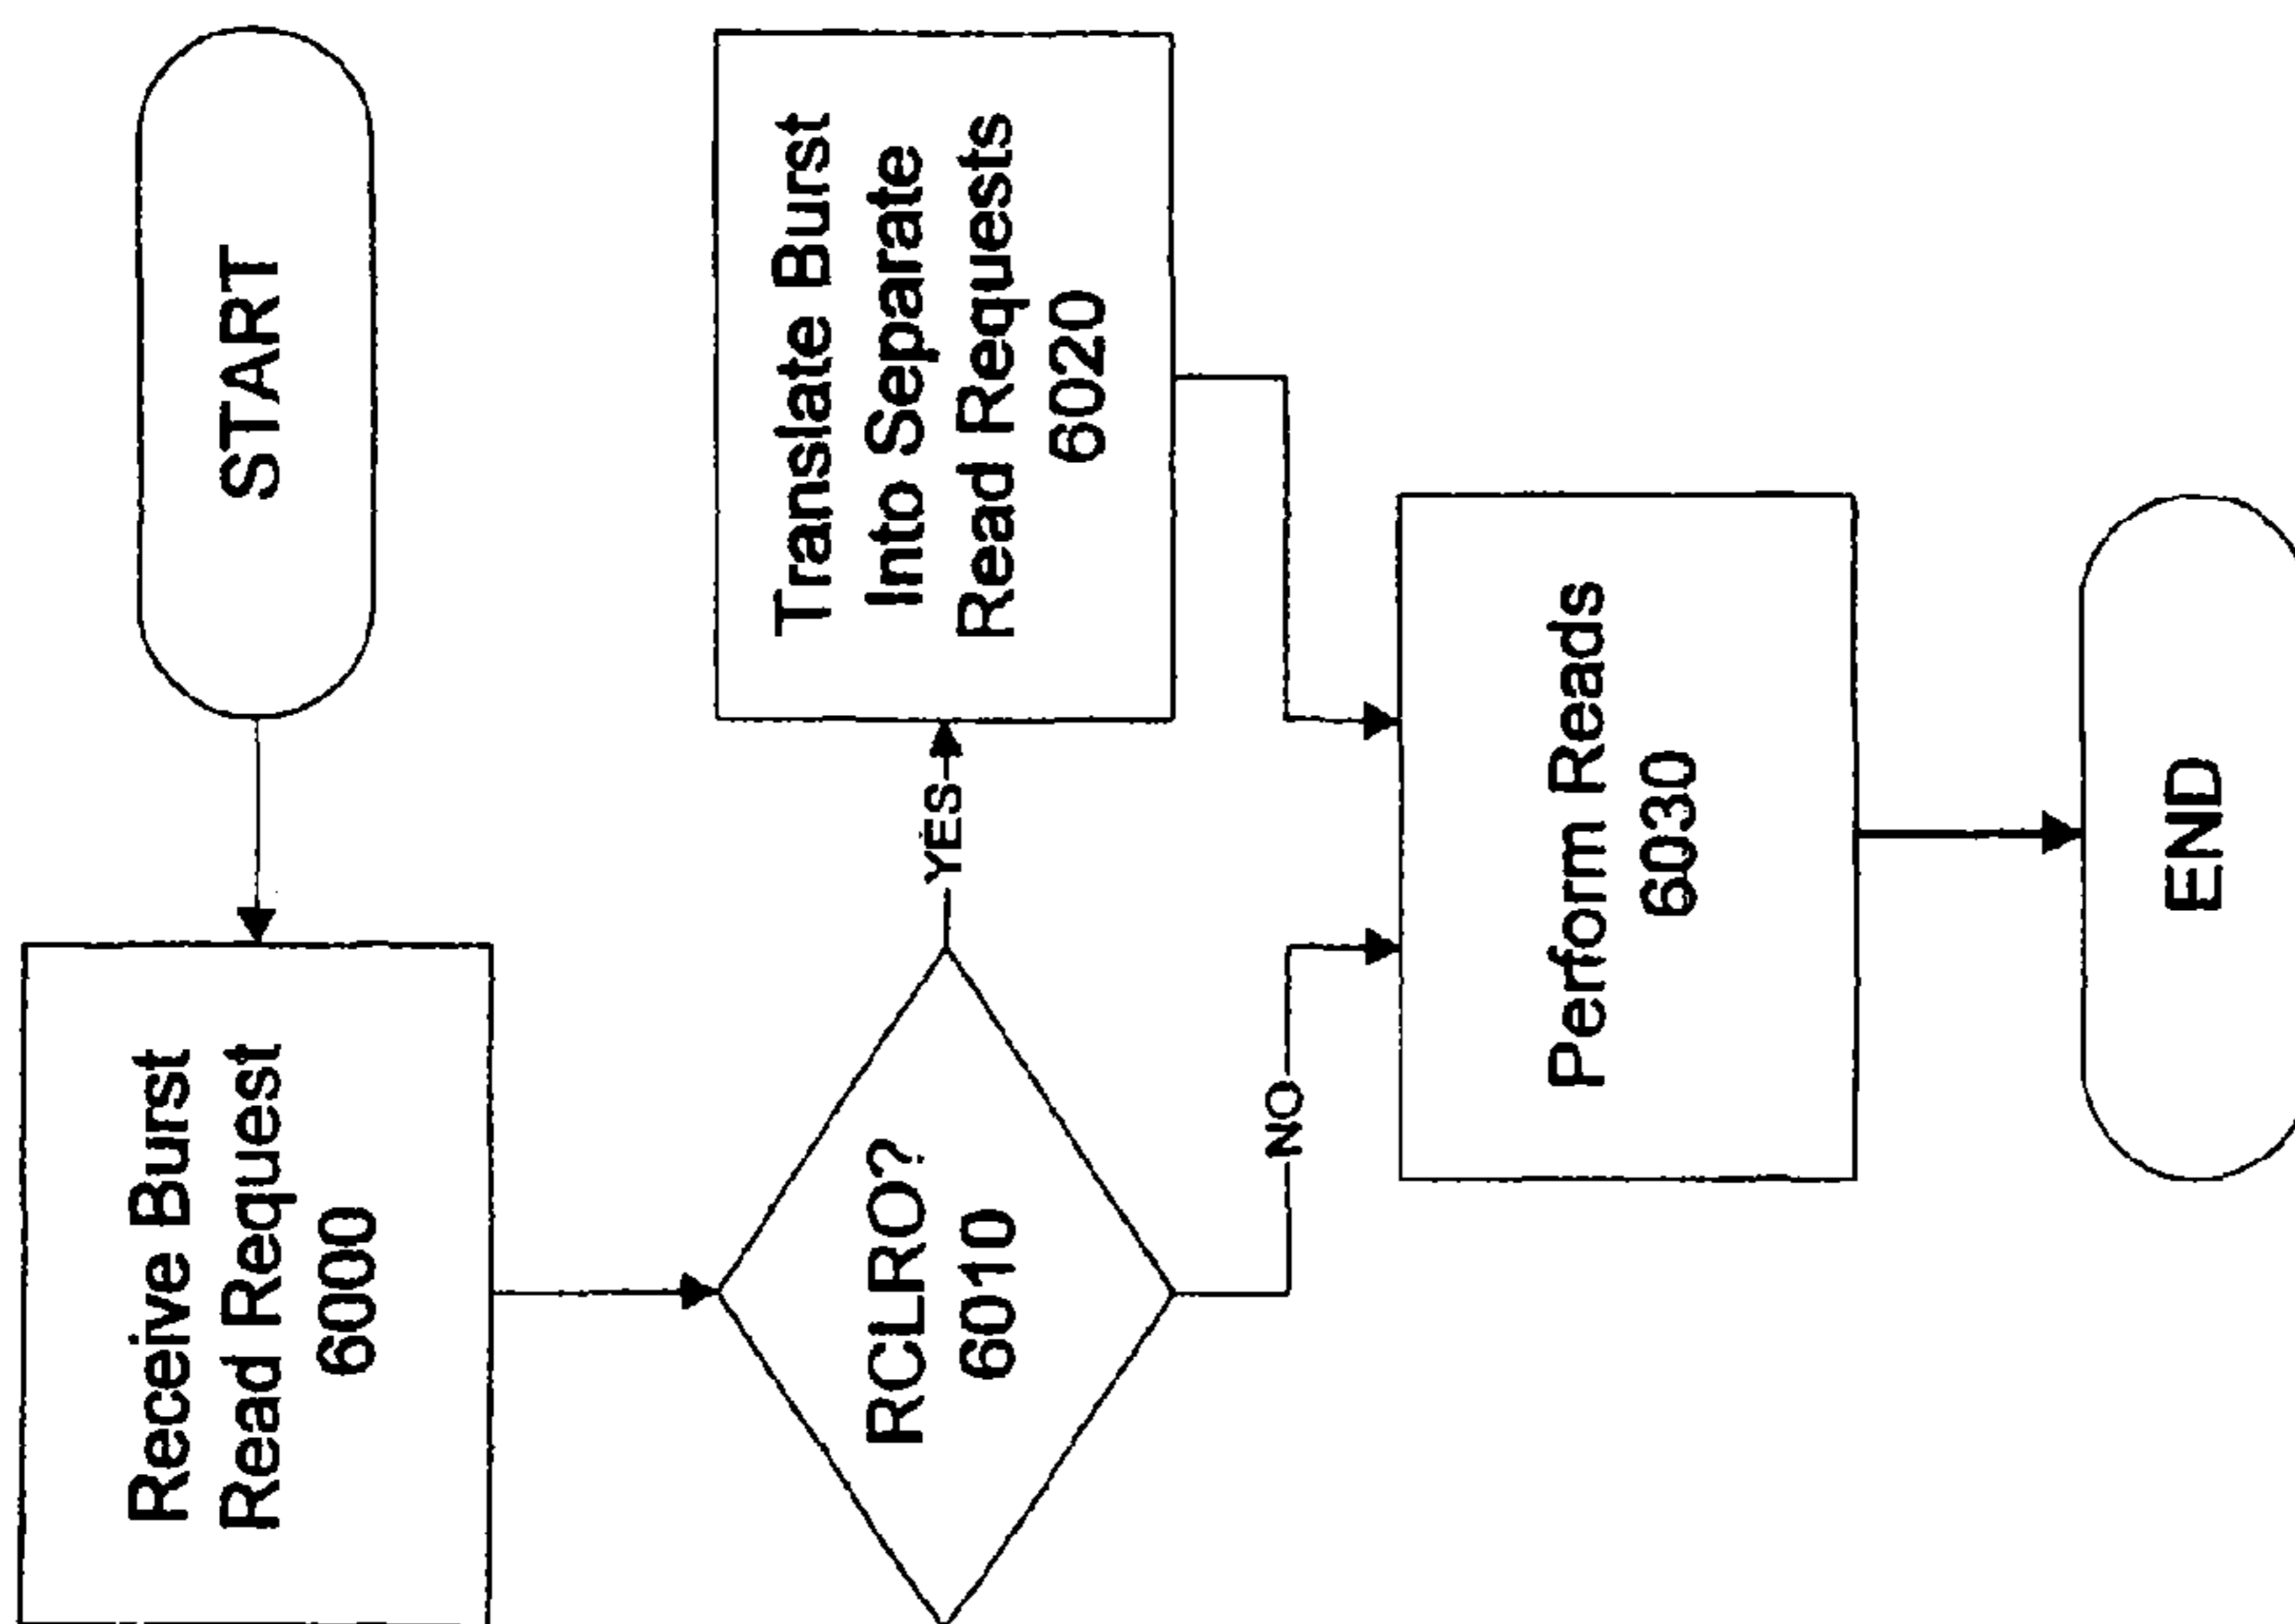 START
Receive Burst
Read Request
6000
RCLRO?
6010
YES
Translate Burst
Into Separate
Read Requests
6020
NO
Perform Reads
6030
END